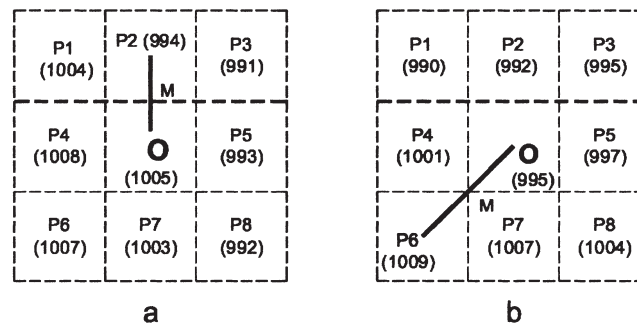 P1 P2 (994) P3
(1004) (991)
M
P4 O P5
(1008) (1005) (993)
P6 P7 P8
(1007) (1003) (992)
a
P1 P2 P3
(990) (992) (995)
P4 O P5
(1001) (995) (997)
M
P6 P7 P8
(1009) (1007) (1004)
b